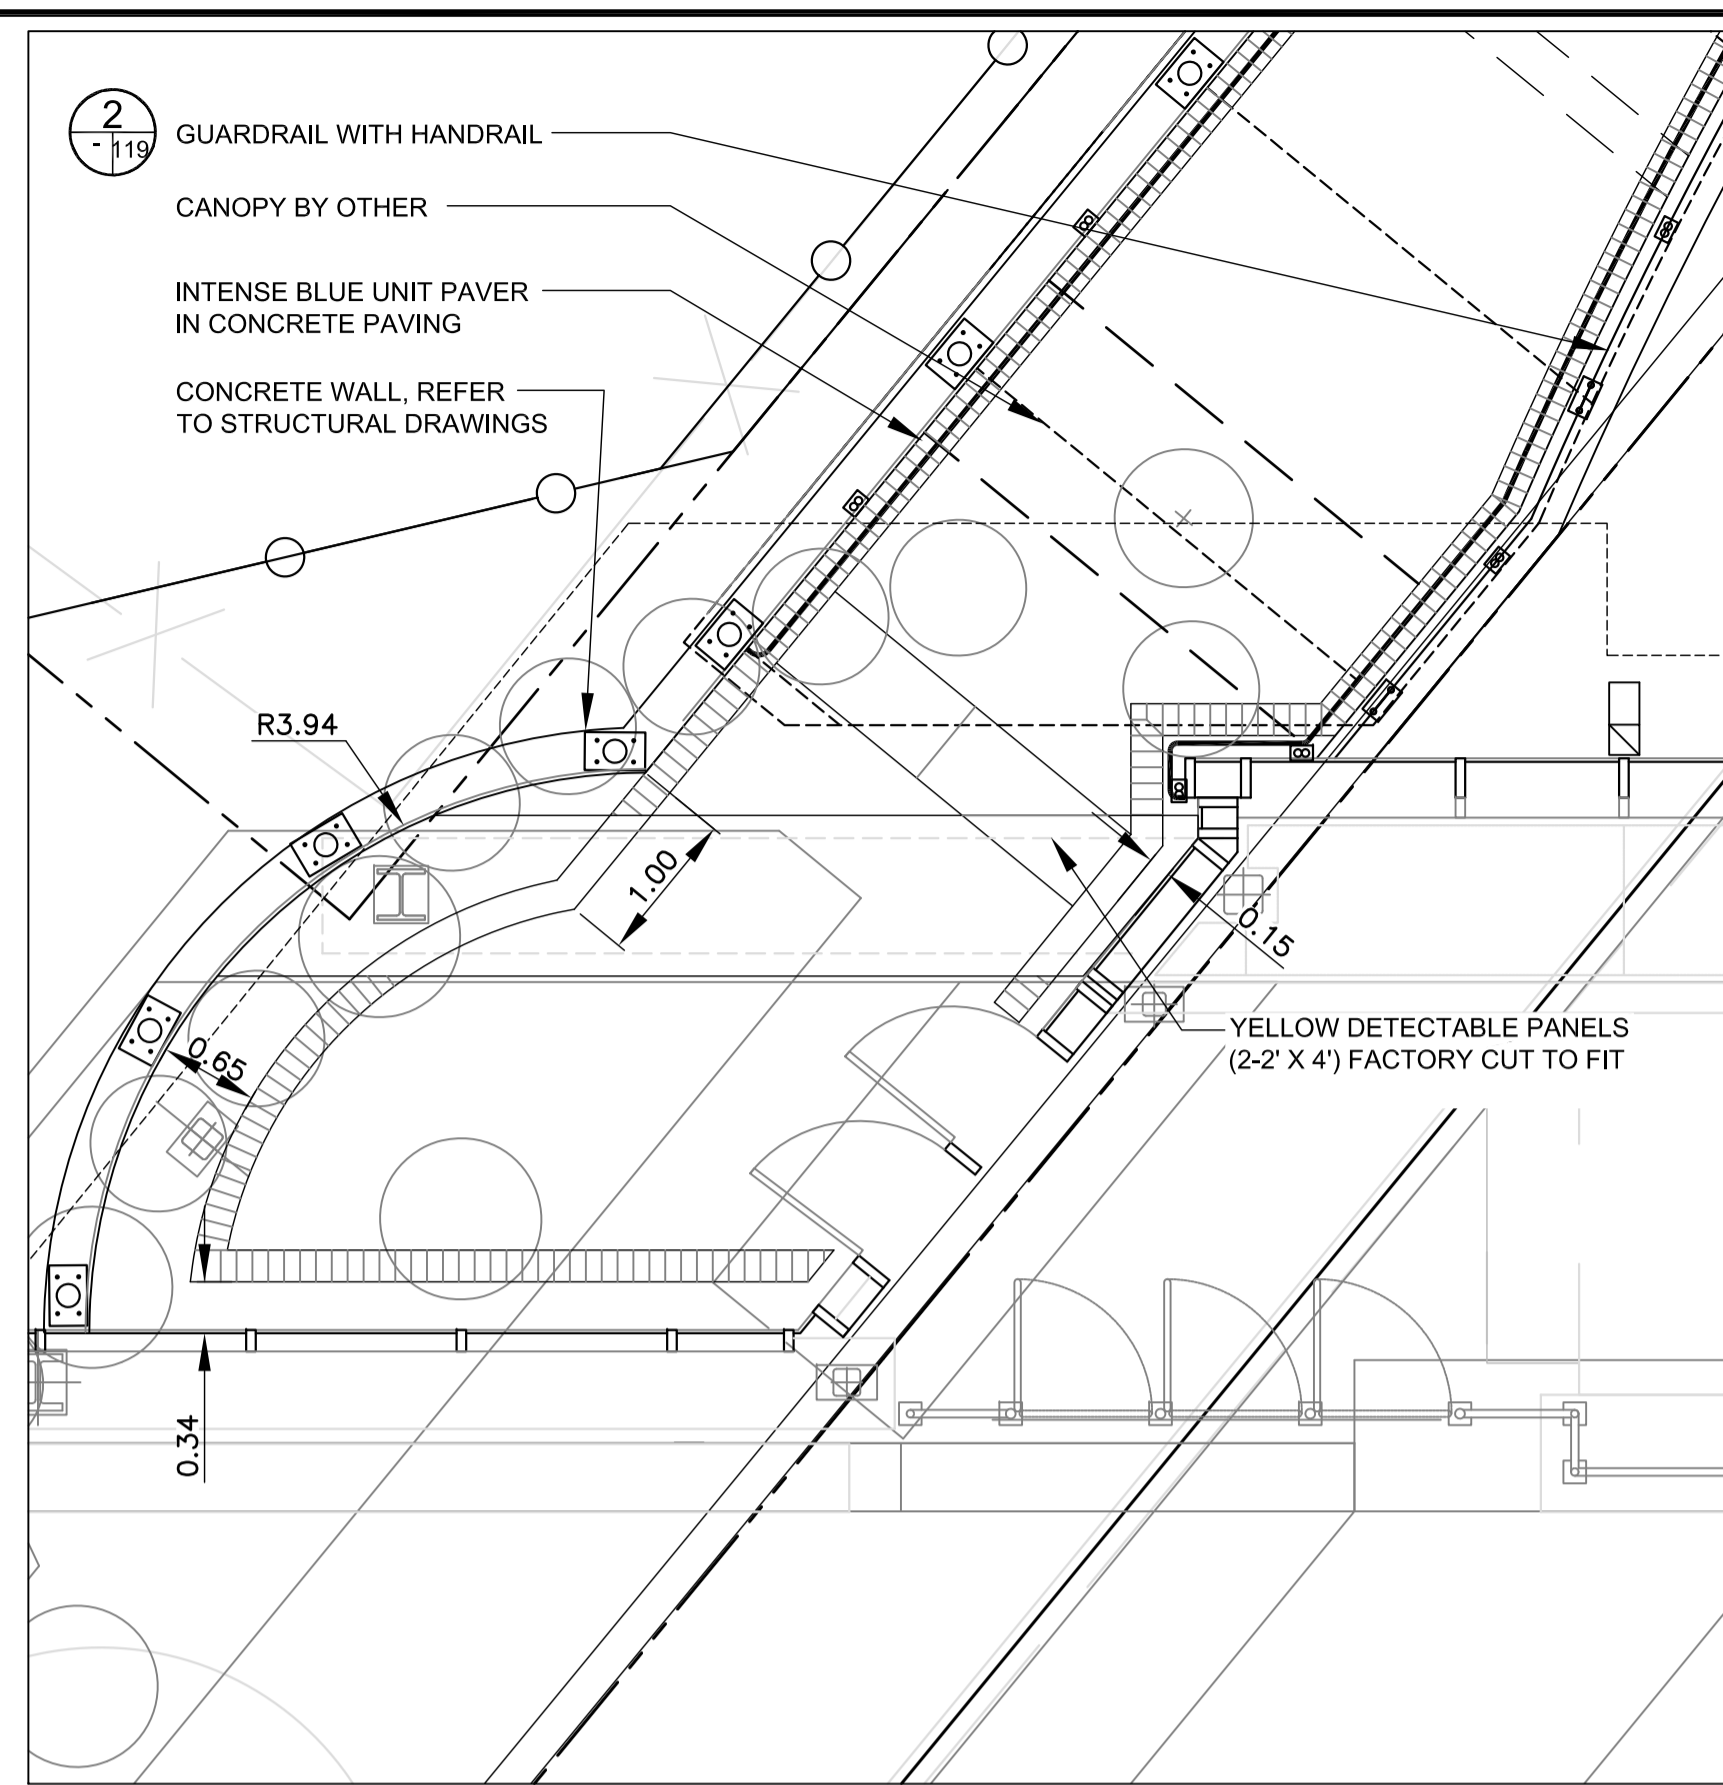 2
- 119
GUARDRAIL WITH HANDRAIL
CANOPY BY OTHER
INTENSE BLUE UNIT PAVER
IN CONCRETE PAVING
CONCRETE WALL, REFER
TO STRUCTURAL DRAWINGS
R3.94
1.00
0.15
YELLOW DETECTABLE PANELS
(2-2' X 4') FACTORY CUT TO FIT
0.65
0.34